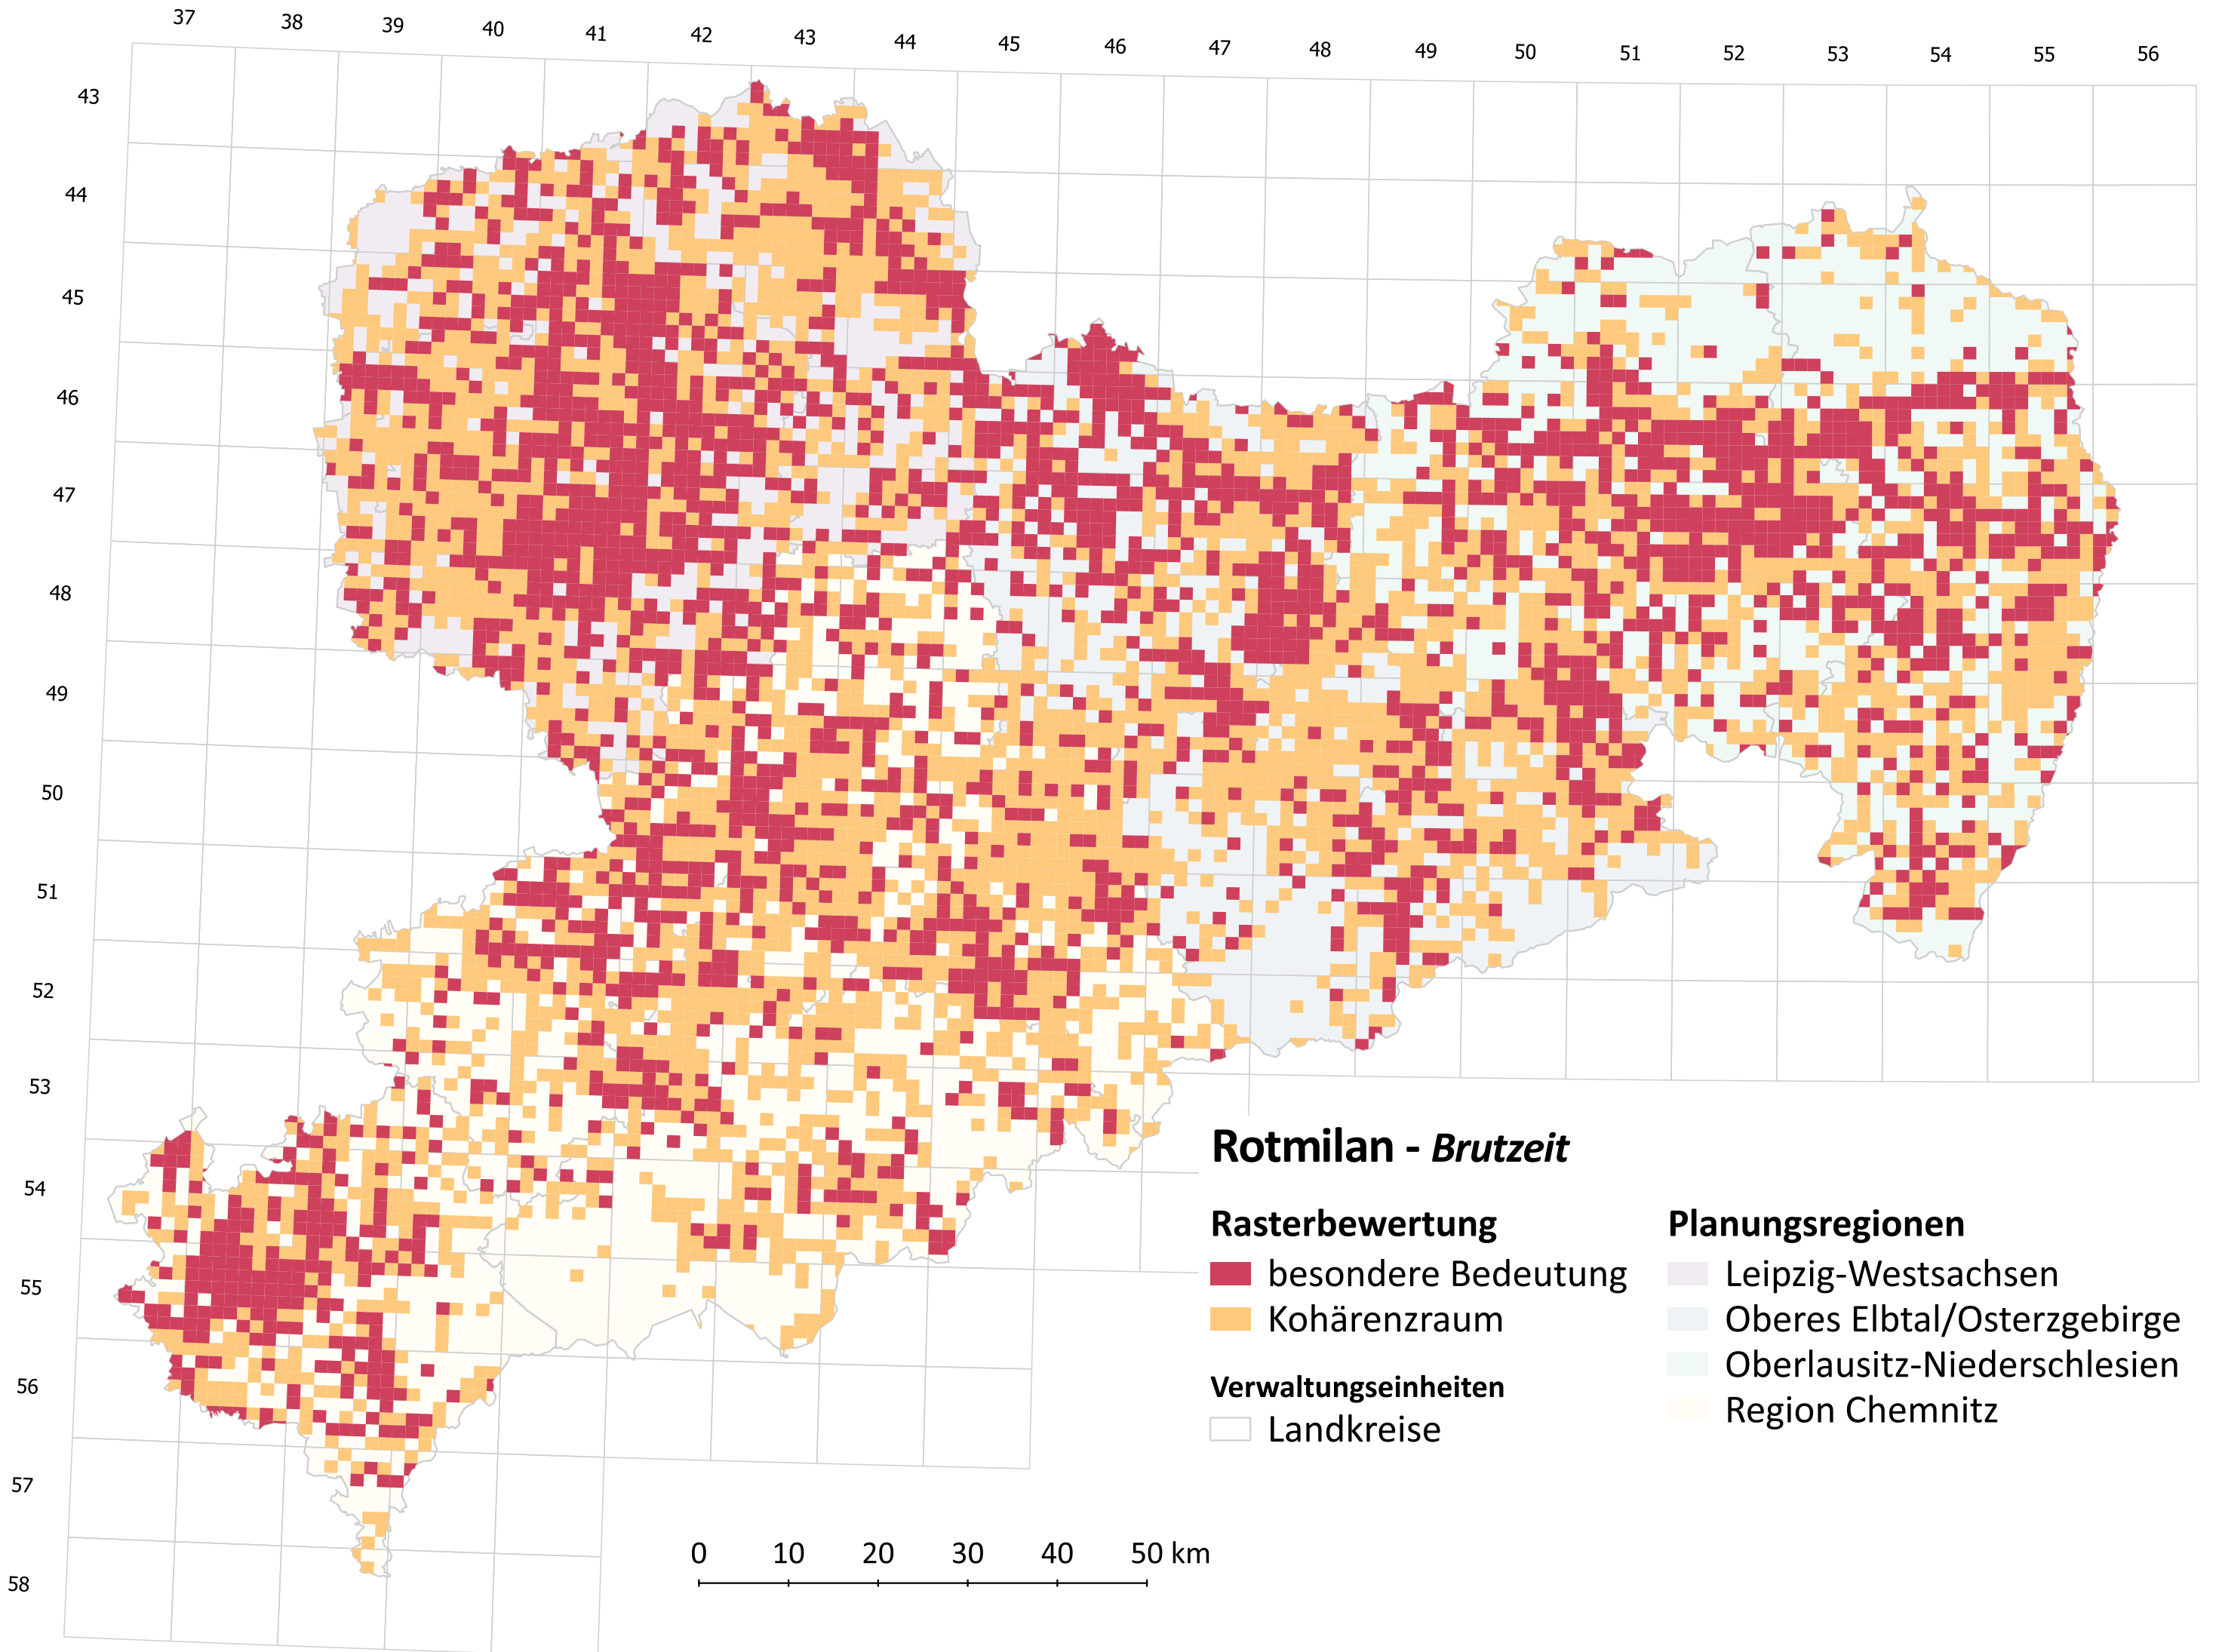 37 38 39 40 41 42 43 44 45 46 47 48 49 50 51 52 53 54 55 56
43
44
45
46
47
48
49
50
51
52
53
54
55
56
57
58
Rotmilan - Brutzeit
Rasterbewertung
besondere Bedeutung
Kohärenzraum
Verwaltungseinheiten
Landkreise
Planungsregionen
Leipzig-Westsachsen
Oberes Elbtal/Osterzgebirge
Oberlausitz-Niederschlesien
Region Chemnitz
0 10 20 30 40 50 km